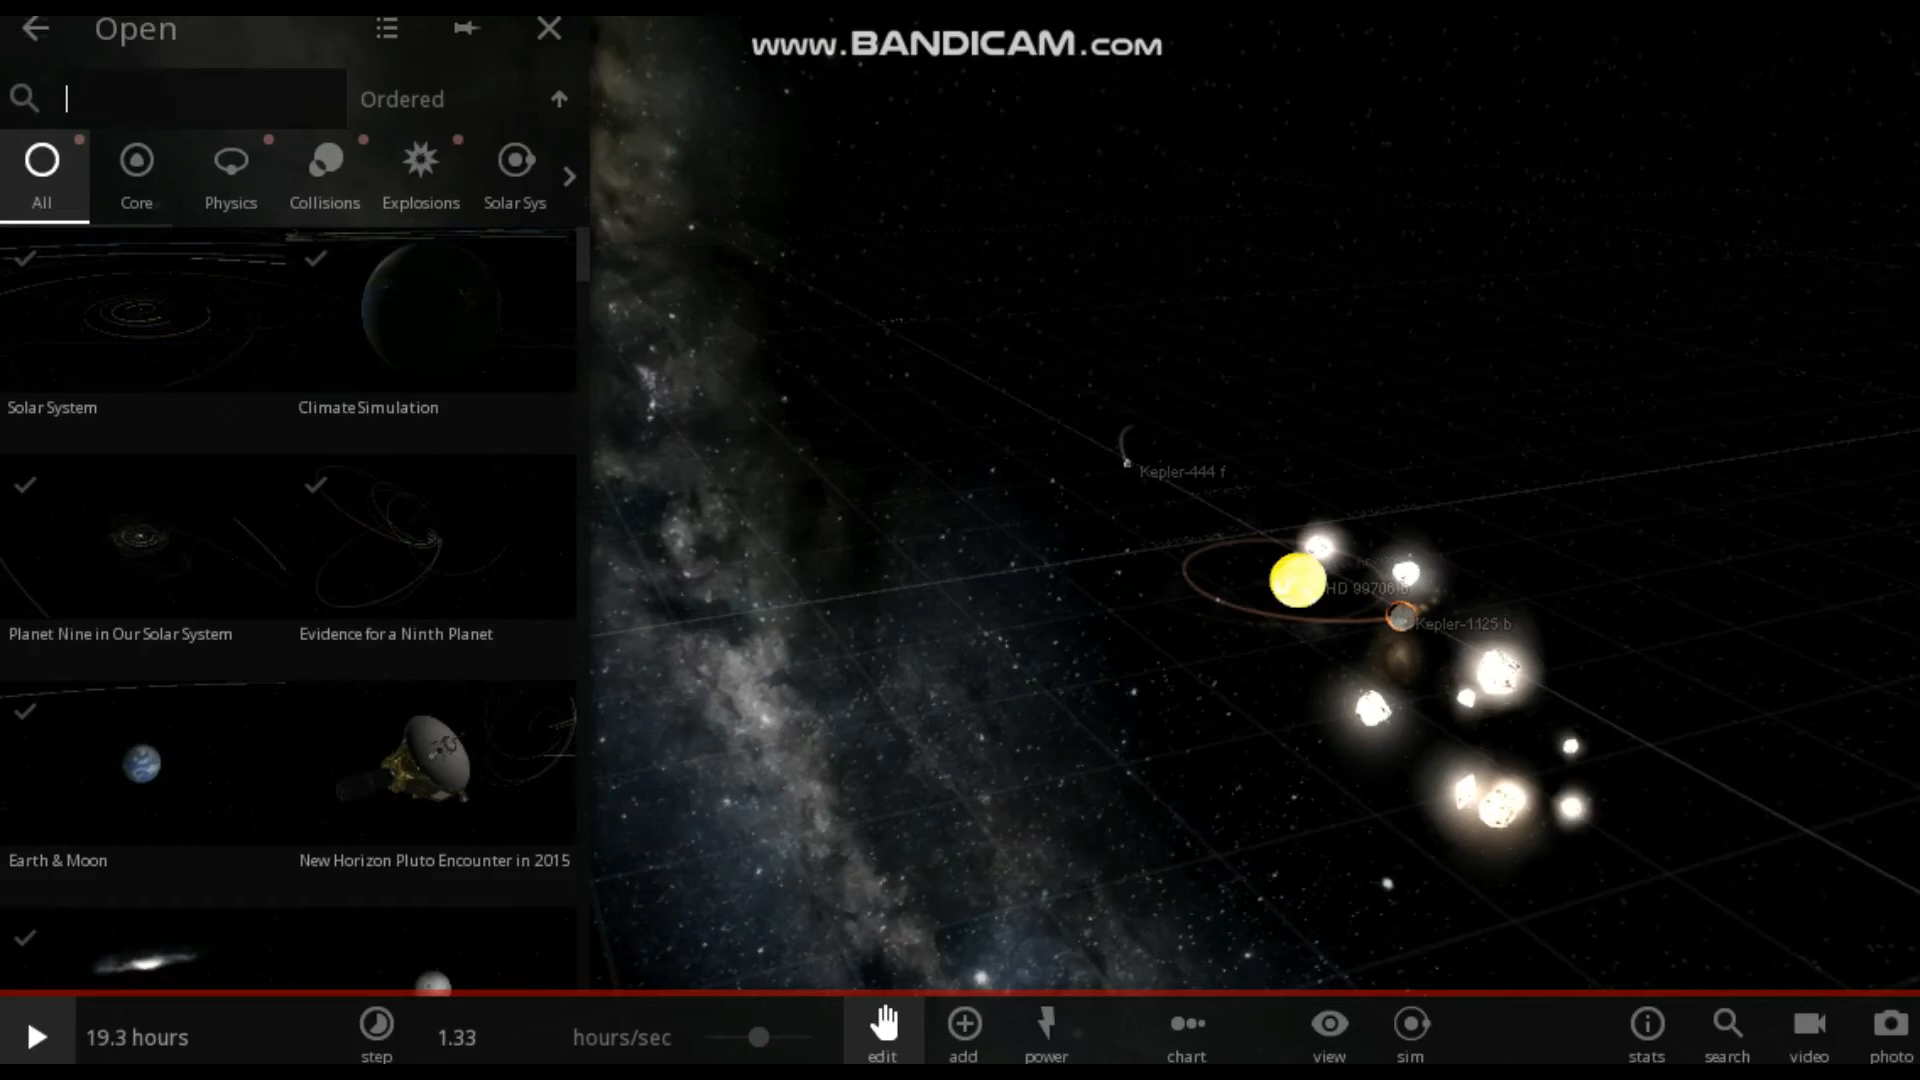 Open
www.BANDICAM.com
Ordered
All
Core
Physics
Collisions
Explosions
Solar Sys
Solar System
Climate Simulation
Kepler-444 f
HD 99706 b
Kepler-1125 b
Planet Nine in Our Solar System
Evidence for a Ninth Planet
Earth & Moon
New Horizon Pluto Encounter in 2015
19.3 hours
step
1.33
hours/sec
edit
add
power
chart
view
sim
stats
search
video
photo